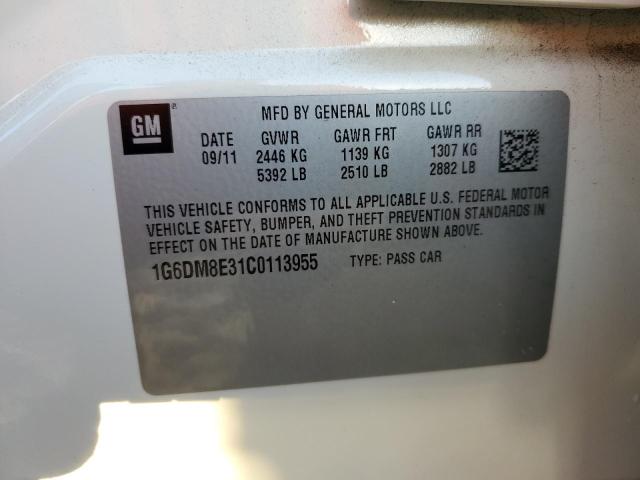 GM
MFD BY GENERAL MOTORS LLC
DATE GVWR GAWR FRT GAWR RR
09/11 2446 KG 1139 KG 1307 KG
5392 LB 2510 LB 2882 LB
THIS VEHICLE CONFORMS TO ALL APPLICABLE U.S. FEDERAL MOTOR
VEHICLE SAFETY, BUMPER, AND THEFT PREVENTION STANDARDS IN
EFFECT ON THE DATE OF MANUFACTURE SHOWN ABOVE.
1G6DM8E31C0113955 TYPE: PASS CAR